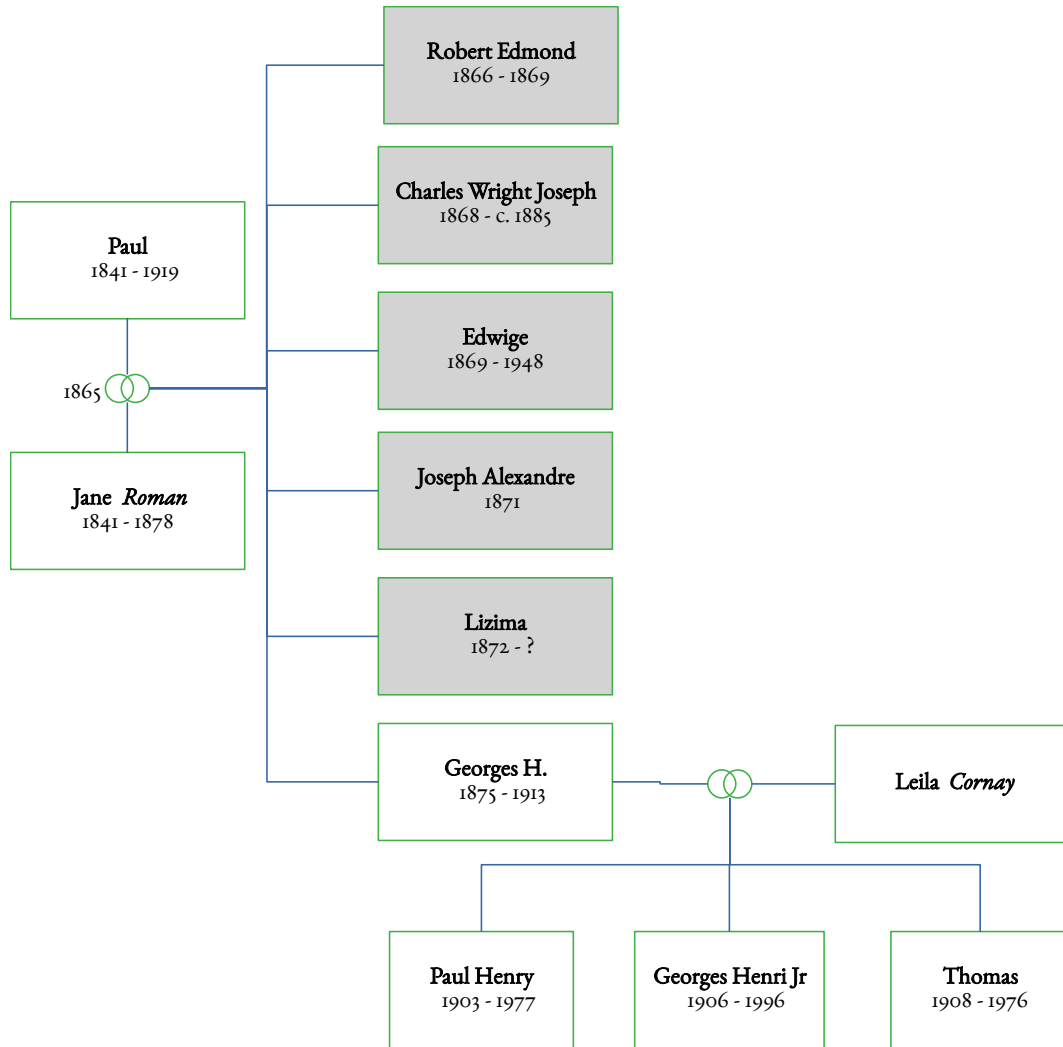 Robert Edmond
1866 - 1869
Charles Wright Joseph
1868 - c. 1885
Paul
1841 - 1919
Edwige
1869 - 1948
1865
Jane Roman
1841 - 1878
Joseph Alexandre
1871
Lizima
1872 - ?
Georges H.
1875 - 1913
Leila Cornay
Paul Henry
1903 - 1977
Georges Henri Jr
1906 - 1996
Thomas
1908 - 1976